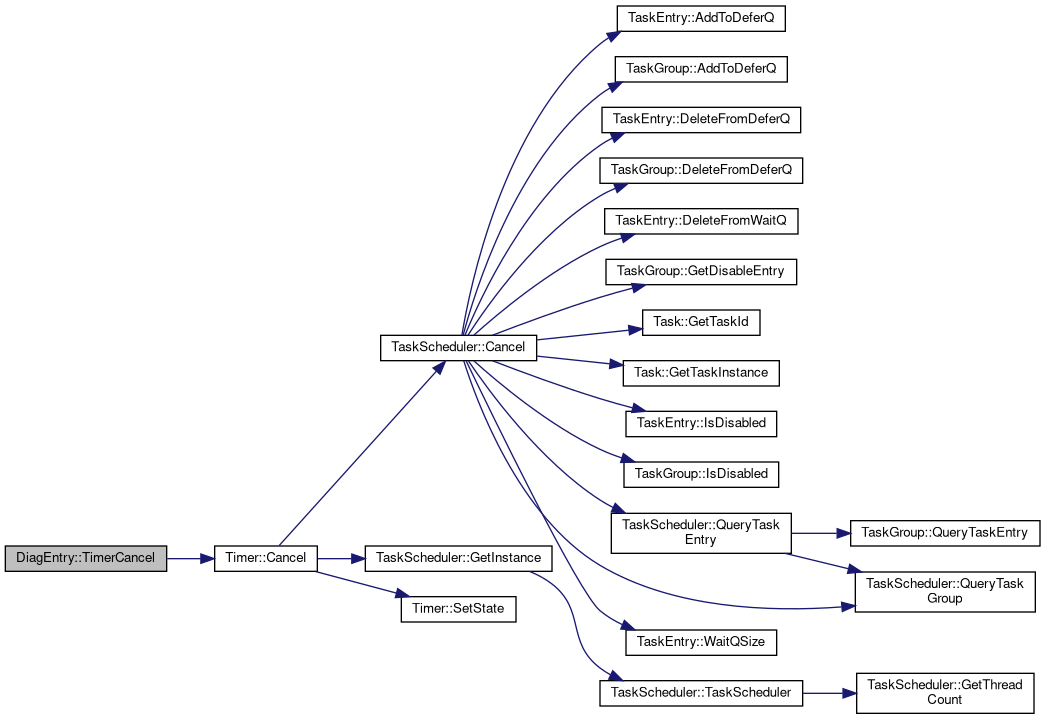 TaskEntry::AddToDeferQ
TaskGroup::AddToDeferQ
TaskEntry::DeleteFromDeferQ
TaskGroup::DeleteFromDeferQ
TaskEntry::DeleteFromWaitQ
TaskGroup::GetDisableEntry
Task::GetTaskId
TaskScheduler::Cancel
Task::GetTaskInstance
TaskEntry::IsDisabled
TaskGroup::IsDisabled
TaskScheduler::QueryTask
Entry
TaskGroup::QueryTaskEntry
DiagEntry::TimerCancel
Timer::Cancel
TaskScheduler::GetInstance
TaskScheduler::QueryTask
Group
Timer::SetState
TaskEntry::WaitQSize
TaskScheduler::TaskScheduler
TaskScheduler::GetThread
Count